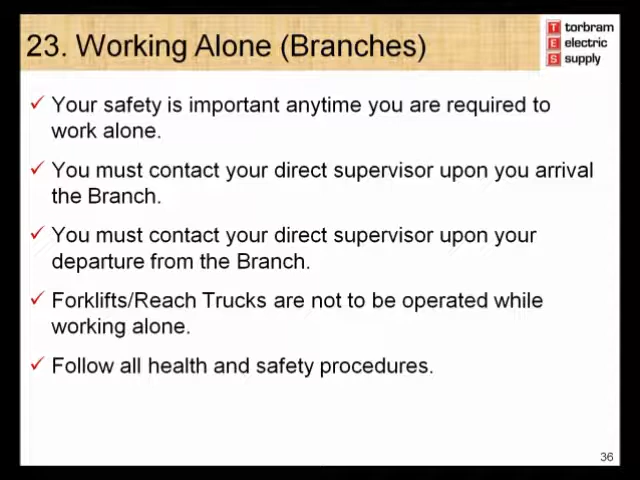 23. Working Alone (Branches)
T torbram
E electric
S supply
Your safety is important anytime you are required to
work alone.
You must contact your direct supervisor upon you arrival
the Branch.
You must contact your direct supervisor upon your
departure from the Branch.
Forklifts/Reach Trucks are not to be operated while
working alone.
Follow all health and safety procedures.
36